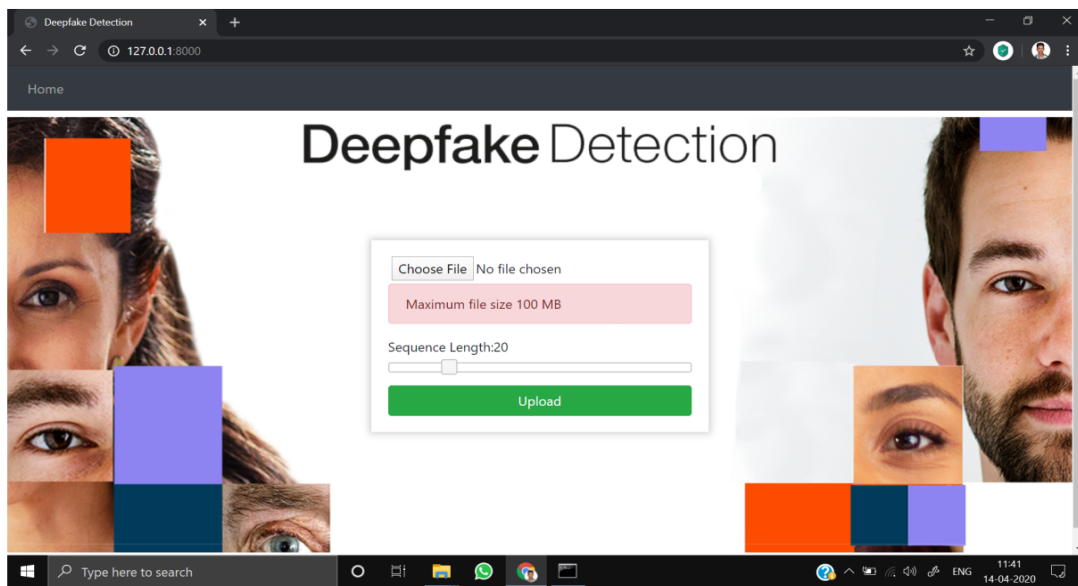 Deepfake Detection
127.0.0.1:8000
Home
Deepfake Detection
Choose File No file chosen
Maximum file size 100 MB
Sequence Length:20
Upload
Type here to search
ENG
11:41
14-04-2020